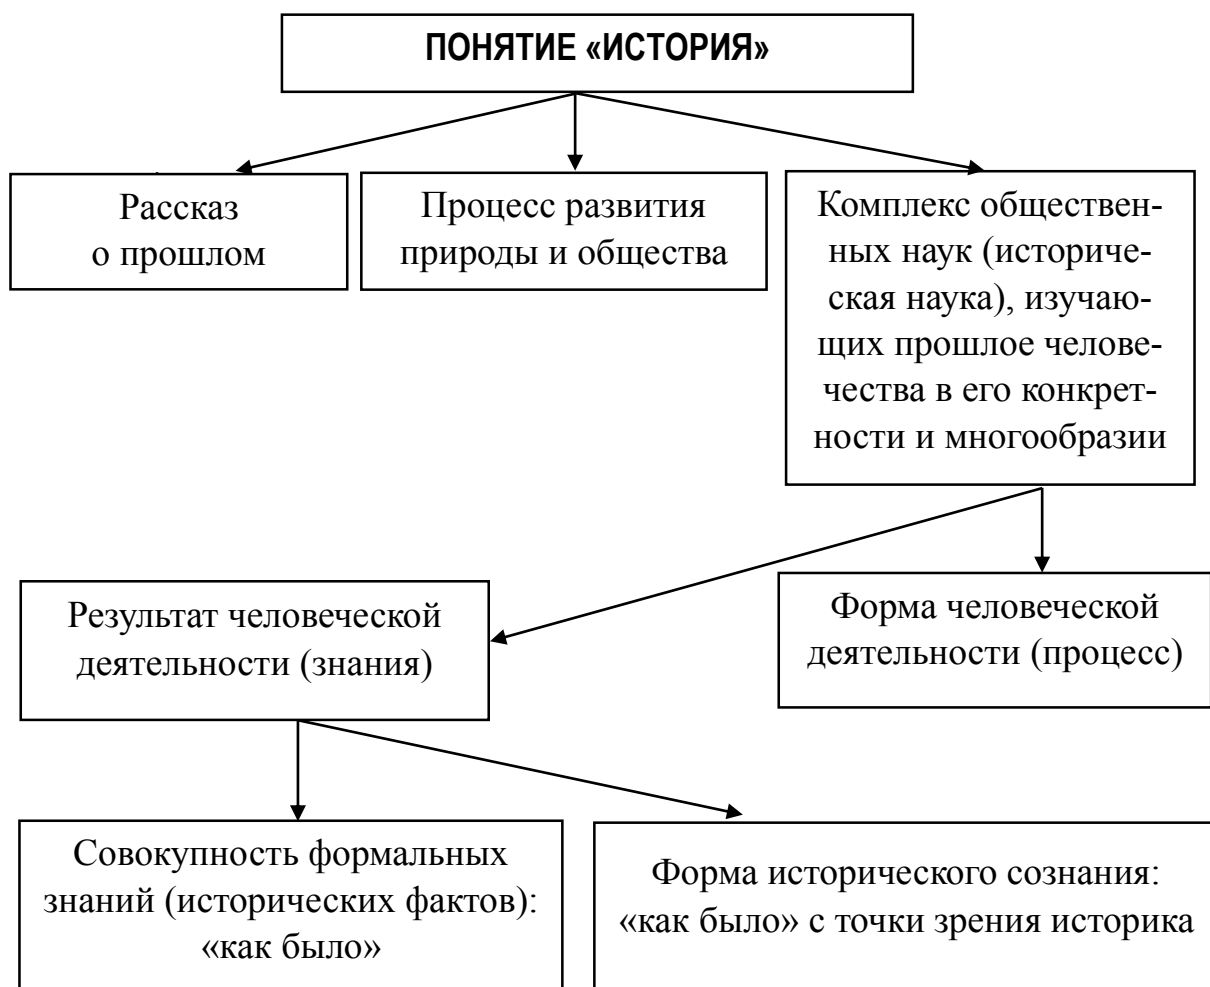 ПОНЯТИЕ «ИСТОРИЯ»
Рассказ
о прошлом
Процесс развития
природы и общества
Комплекс обществен-
ных наук (историче-
ская наука), изучаю-
щих прошлое челове-
чества в его конкрет-
ности и многообразии
Результат человеческой
деятельности (знания)
Форма человеческой
деятельности (процесс)
Совокупность формальных
знаний (исторических фактов):
«как было»
Форма исторического сознания:
«как было» с точки зрения историка